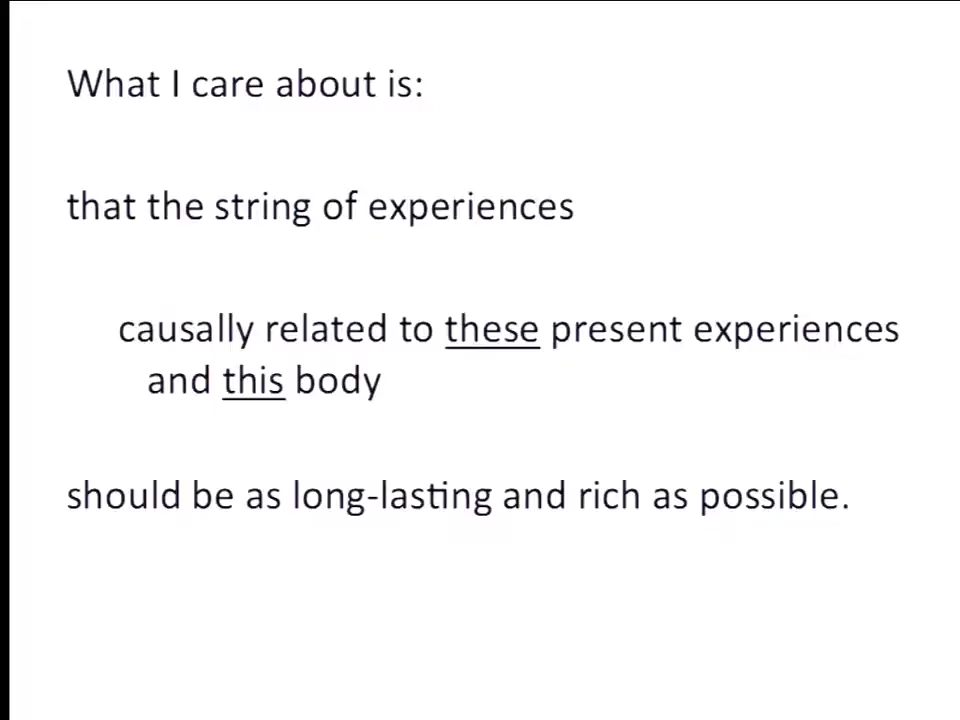 What I care about is:
that the string of experiences
causally related to these present experiences
and this body
should be as long-lasting and rich as possible.